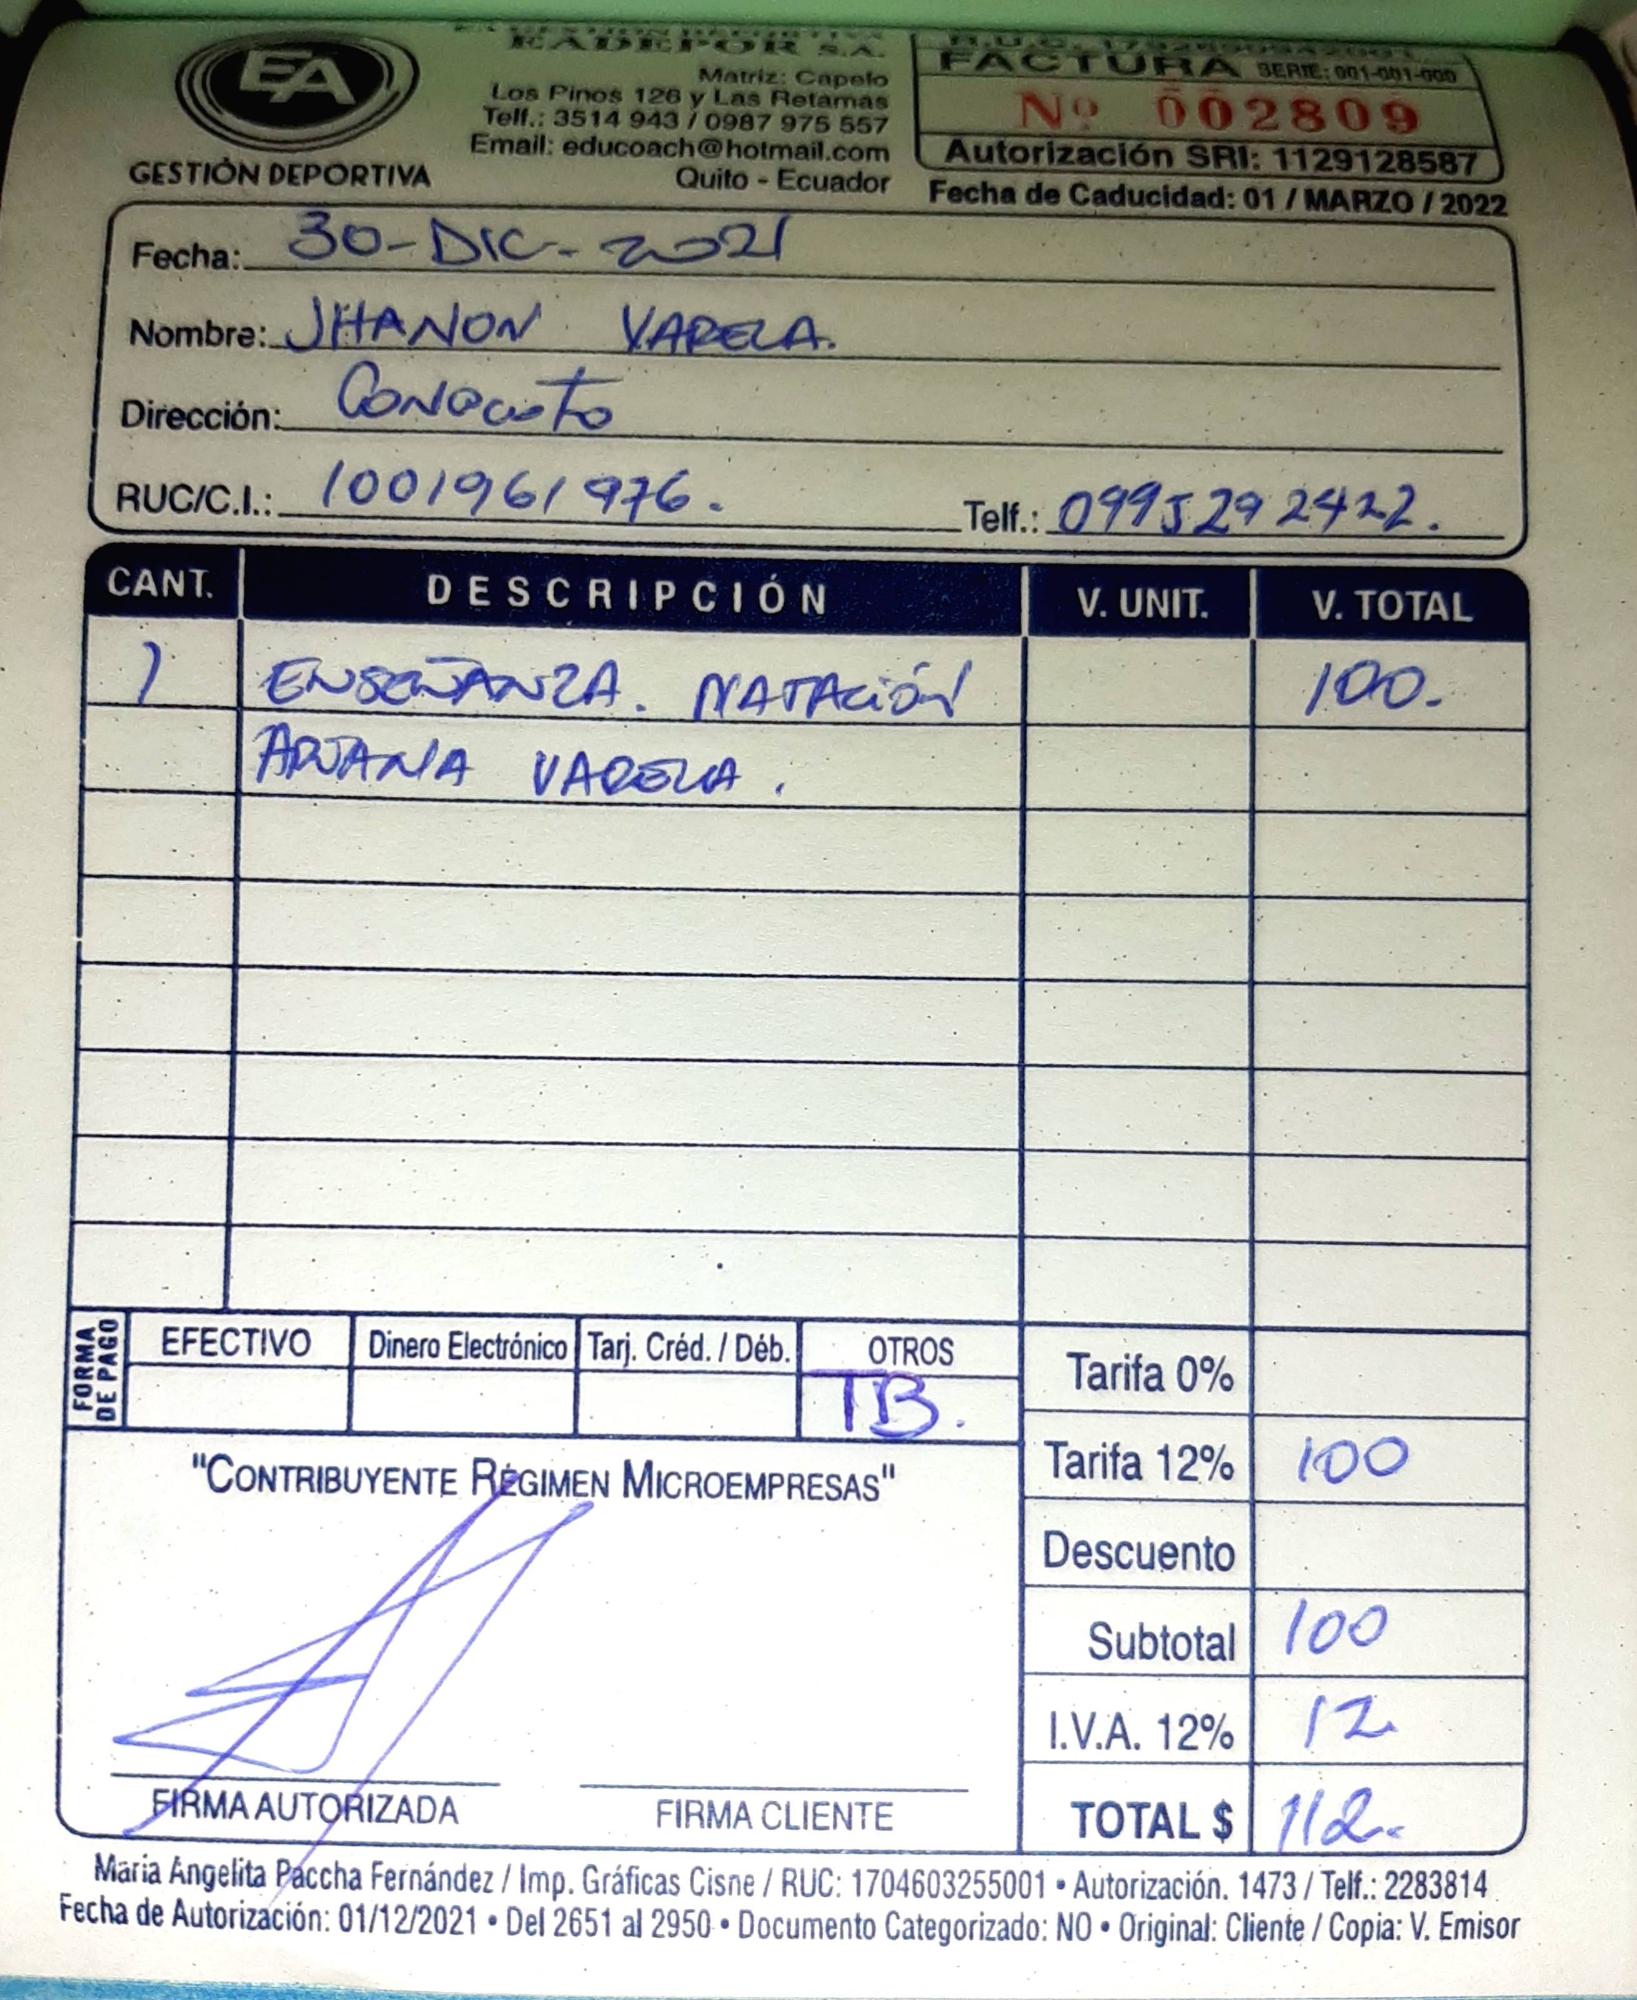 EA
GESTIÓN DEPORTIVA
EADEPOR S.A.
Matriz: Capelo
Los Pinos 126 y Las Retamas
Telf.: 3514 943 / 0987 975 557
Email: educoach@hotmail.com
Quito - Ecuador
FACTURA SERIE: 001-001-000
Nº 002809
Autorización SRI: 1129128587
Fecha de Caducidad: 01 / MARZO / 2022
Fecha: 30-DIC-2021
Nombre: JHANON VARELA.
Dirección: Conocoto
RUC/C.I.: 1001961976. Telf.: 0995292422.
CANT. DESCRIPCIÓN V. UNIT. V. TOTAL
1 ENSEÑANZA. NATACIÓN 100.
VARELA.
FORMA DE PAGO
EFECTIVO Dinero Electrónico Tarj. Créd. / Déb. OTROS
TB.
Tarifa 0%
Tarifa 12% 100
Descuento
Subtotal 100
I.V.A. 12% 12
TOTAL $ 112.
"CONTRIBUYENTE RÉGIMEN MICROEMPRESAS"
FIRMA AUTORIZADA FIRMA CLIENTE
Maria Angelita Paccha Fernández / Imp. Gráficas Cisne / RUC: 1704603255001 • Autorización. 1473 / Telf.: 2283814
Fecha de Autorización: 01/12/2021 • Del 2651 al 2950 • Documento Categorizado: NO • Original: Cliente / Copia: V. Emisor